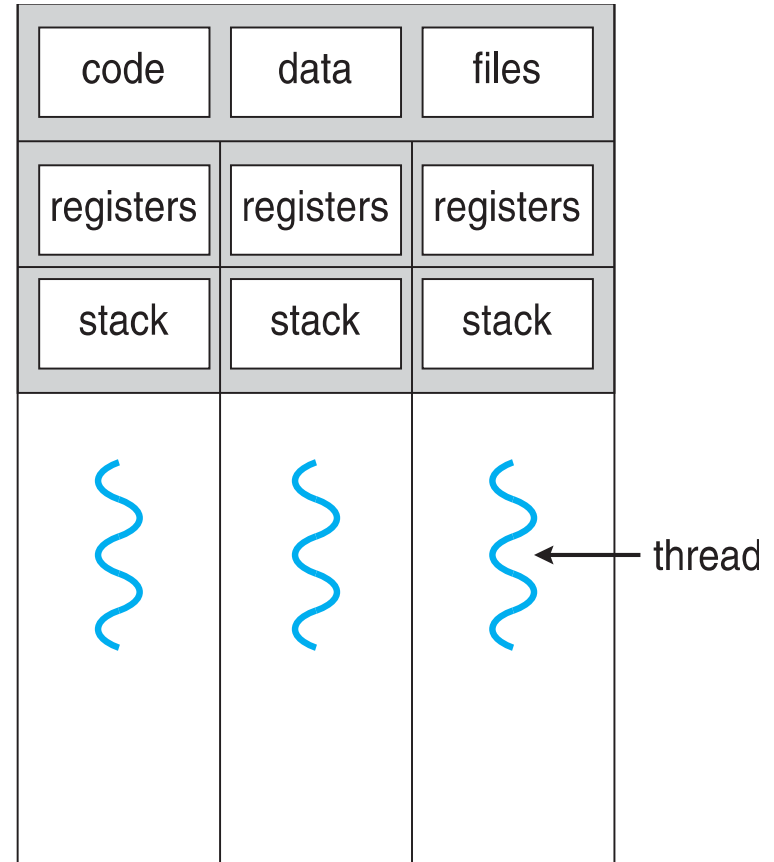 code data files
registers registers registers
stack stack stack
thread